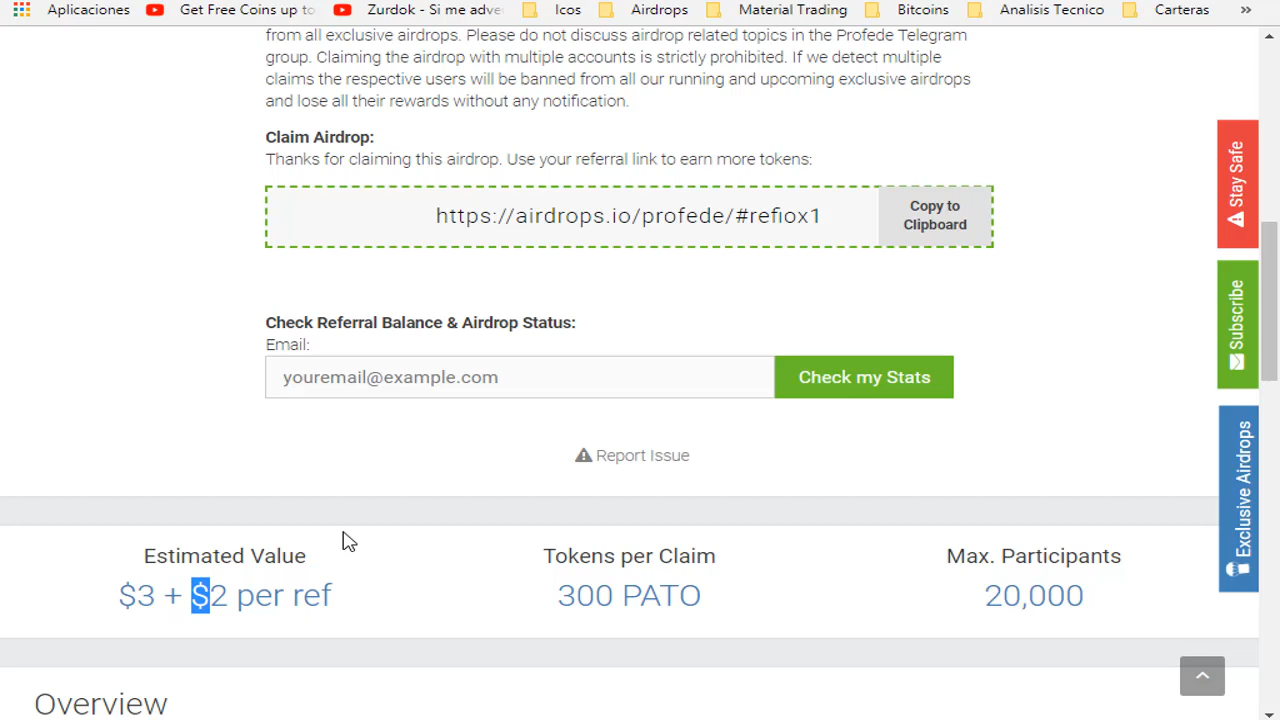 Aplicaciones Get Free Coins up to Zurdok - Si me adve Icos Airdrops Material Trading Bitcoins Analisis Tecnico Carteras »
from all exclusive airdrops. Please do not discuss airdrop related topics in the Profede Telegram
group. Claiming the airdrop with multiple accounts is strictly prohibited. If we detect multiple
claims the respective users will be banned from all our running and upcoming exclusive airdrops
and lose all their rewards without any notification.
Claim Airdrop:
Thanks for claiming this airdrop. Use your referral link to earn more tokens:
https://airdrops.io/profede/#refiox1
Copy to
Clipboard
Check Referral Balance & Airdrop Status:
Email:
youremail@example.com
Check my Stats
Report Issue
Stay Safe
Subscribe
Exclusive Airdrops
Estimated Value
$3 + $2 per ref
Tokens per Claim
300 PATO
Max. Participants
20,000
Overview